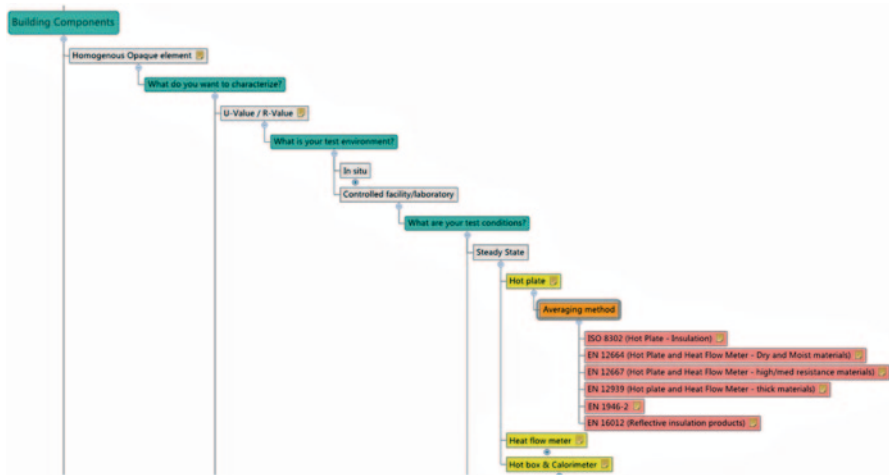 Building Components
Homogenous Opaque element
What do you want to characterize?
U-Value / R-Value
What is your test environment?
In situ
Controlled facility/laboratory
What are your test conditions?
Steady State
Hot plate
Averaging method
ISO 8302 (Hot Plate - Insulation)
EN 12664 (Hot Plate and Heat Flow Meter - Dry and Moist materials)
EN 12667 (Hot Plate and Heat Flow Meter - high/med resistance materials)
EN 12939 (Hot plate and Heat Flow Meter - thick materials)
EN 1946-2
EN 16012 (Reflective insulation products)
Heat flow meter
Hot box & Calorimeter